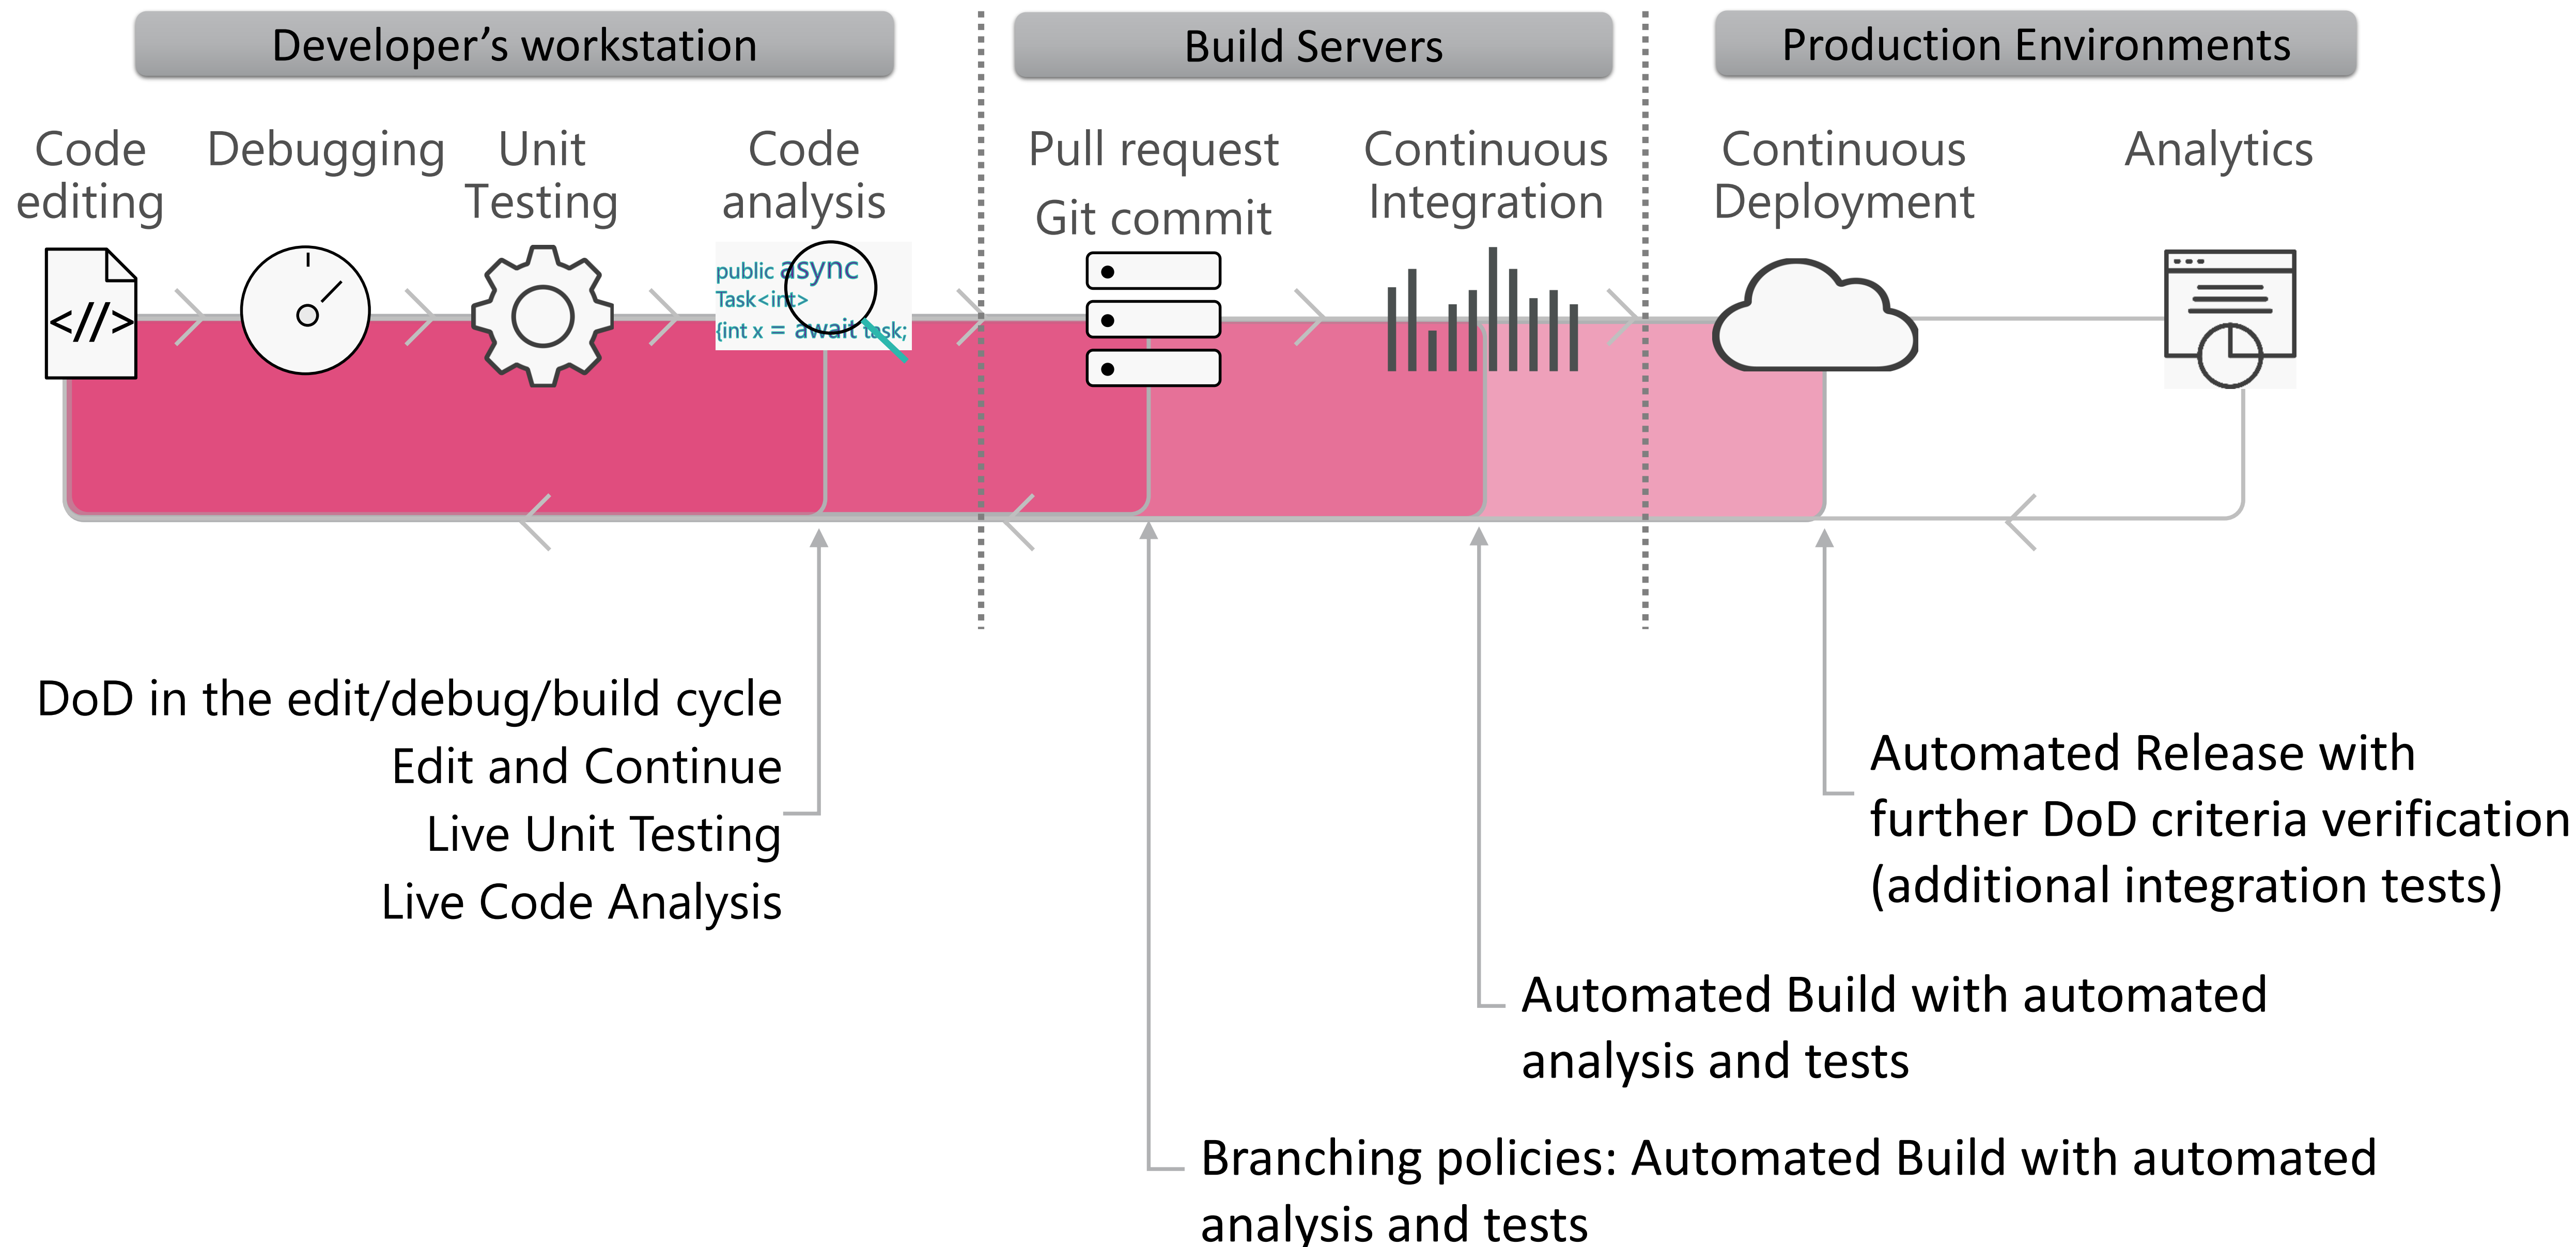 Developer’s workstation
Build Servers
Production Environments
Code
editing
Debugging
Unit
Testing
Code
analysis
Pull request
Git commit
Continuous
Integration
Continuous
Deployment
Analytics
<//>
public async
Task<int>
{int x = await task;
DoD in the edit/debug/build cycle
Edit and Continue
Live Unit Testing
Live Code Analysis
Automated Release with
further DoD criteria verification
(additional integration tests)
Automated Build with automated
analysis and tests
Branching policies: Automated Build with automated
analysis and tests